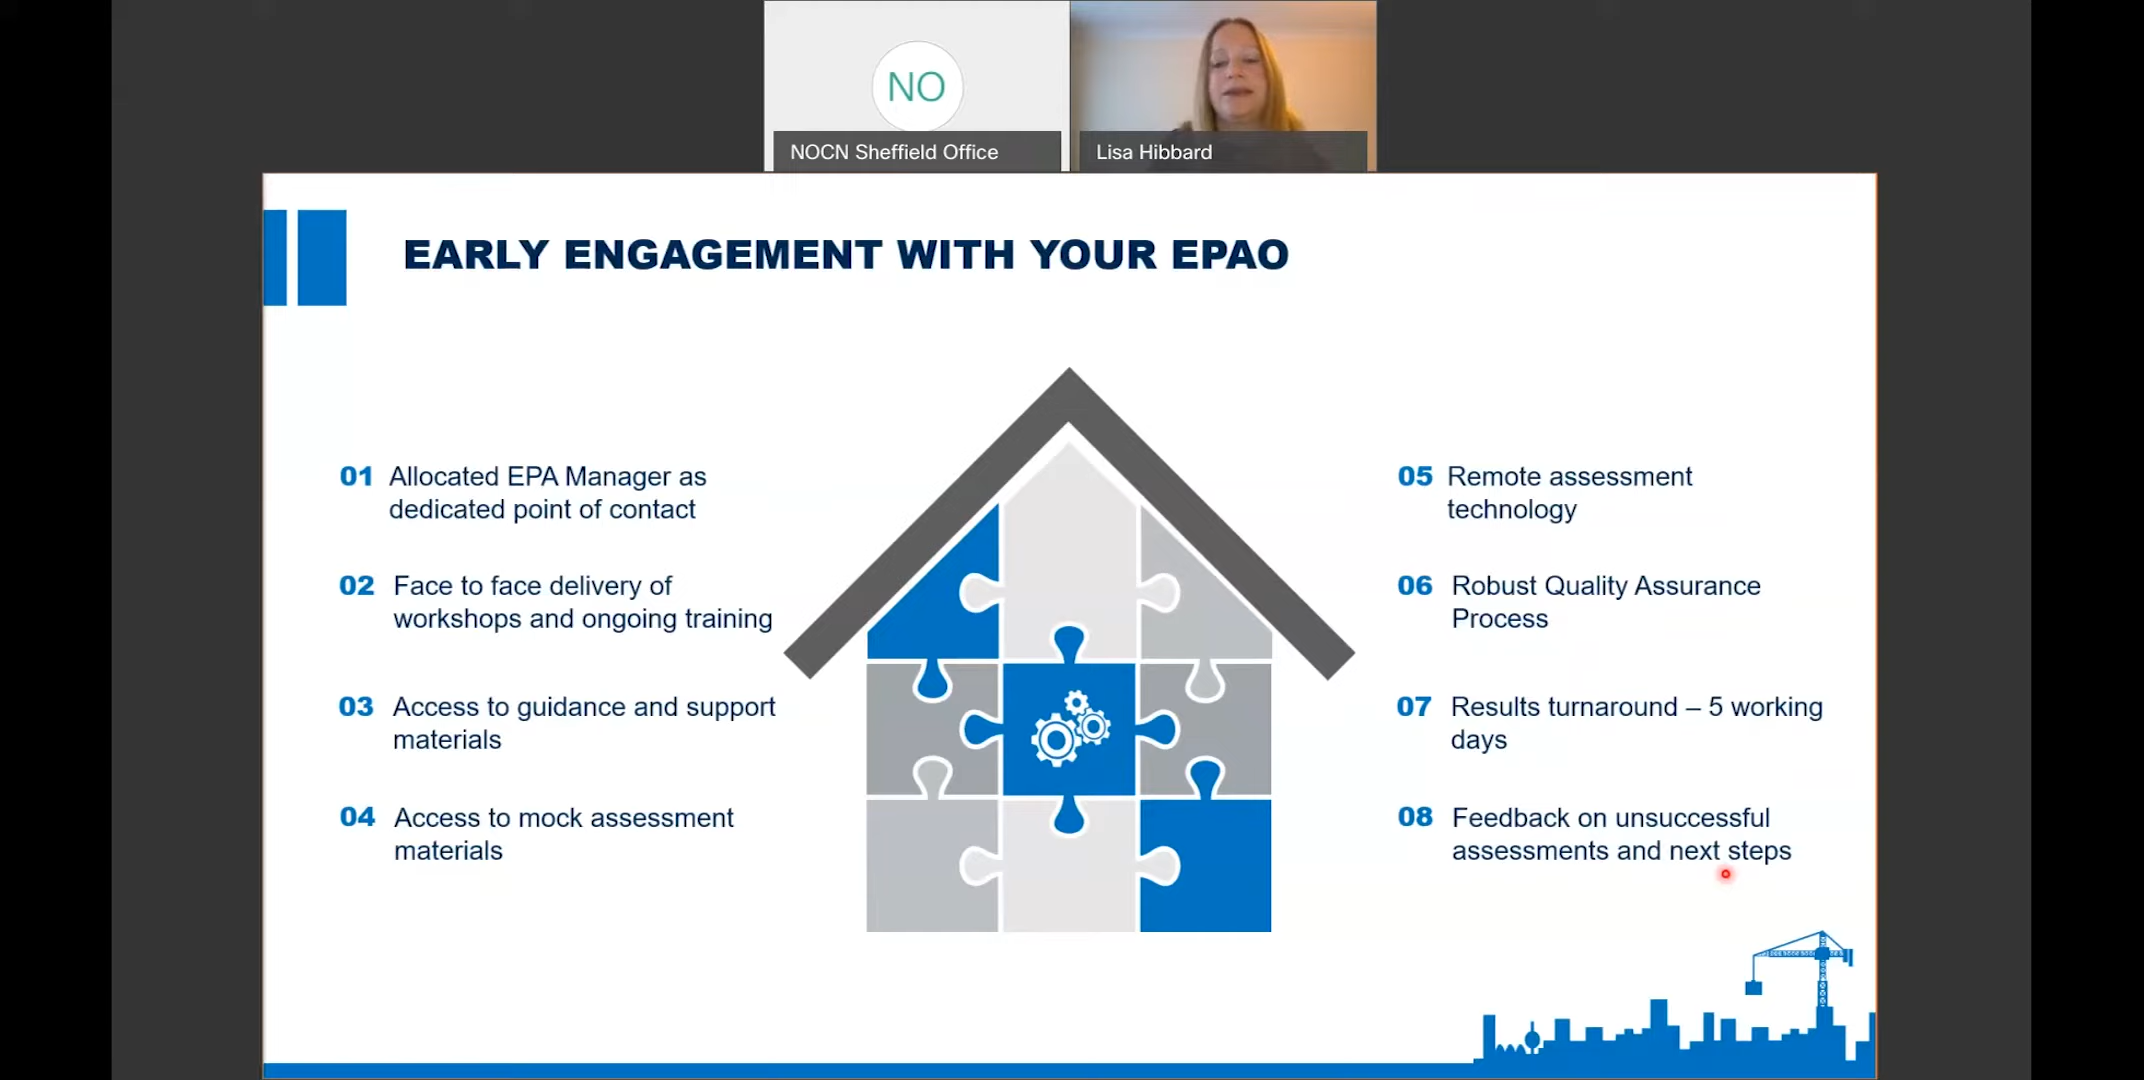 NO
NOCN Sheffield Office
Lisa Hibbard
EARLY ENGAGEMENT WITH YOUR EPAO
01 Allocated EPA Manager as
dedicated point of contact
02 Face to face delivery of
workshops and ongoing training
03 Access to guidance and support
materials
04 Access to mock assessment
materials
05 Remote assessment
technology
06 Robust Quality Assurance
Process
07 Results turnaround – 5 working
days
08 Feedback on unsuccessful
assessments and next steps